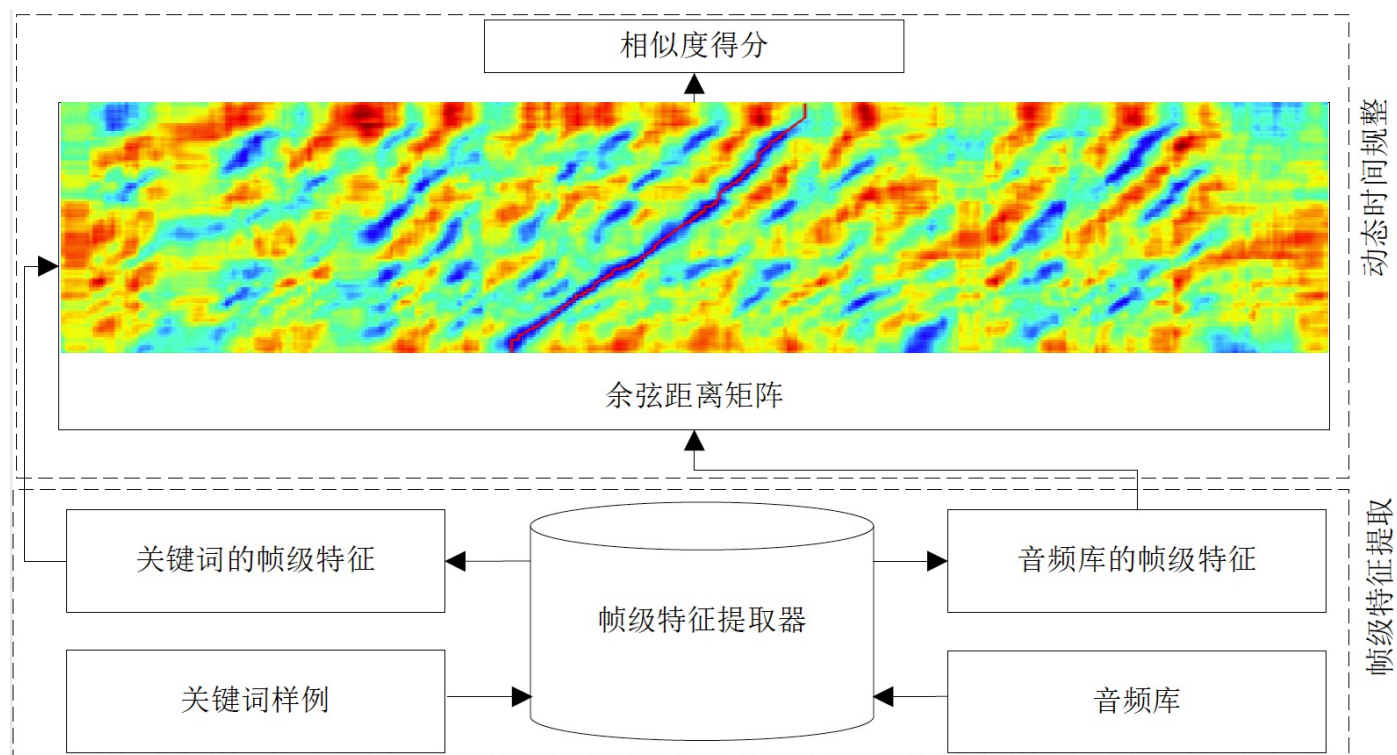 相似度得分
动态时间规整
余弦距离矩阵
关键词的帧级特征
音频库的帧级特征
帧级特征提取器
关键词样例
音频库
帧级特征提取